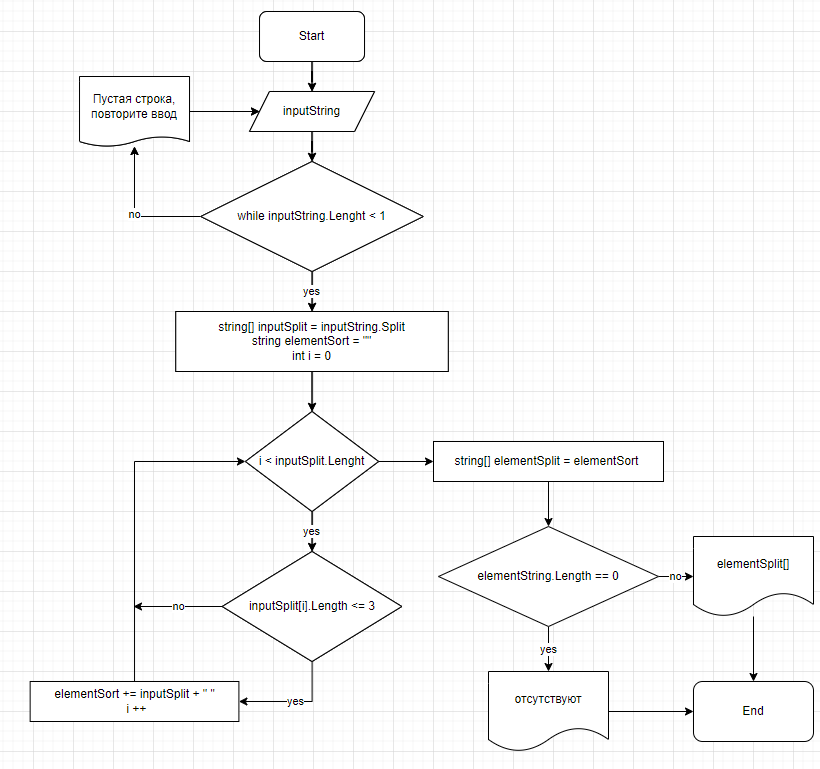 Start
Пустая строка,
повторите ввод
inputString
while inputString.Lenght < 1
no
yes
string[] inputSplit = inputString.Split
string elementSort = ""
int i = 0
i < inputSplit.Lenght
string[] elementSplit = elementSort
yes
elementString.Length == 0
no
elementSplit[]
inputSplit[i].Length <= 3
no
yes
yes
elementSort += inputSplit + " "
i ++
отсутствуют
End